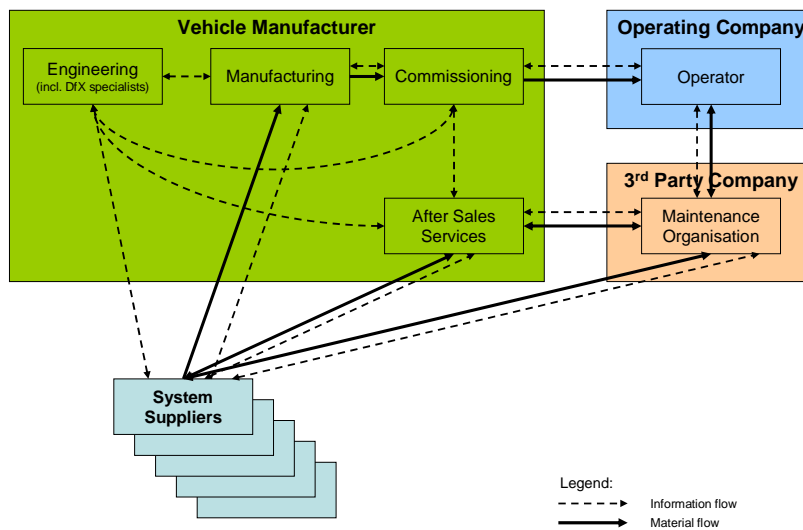 Vehicle Manufacturer
Operating Company
Engineering
(incl. DfX specialists)
Manufacturing
Commissioning
Operator
3rd Party Company
After Sales
Services
Maintenance
Organisation
System
Suppliers
Legend:
Information flow
Material flow